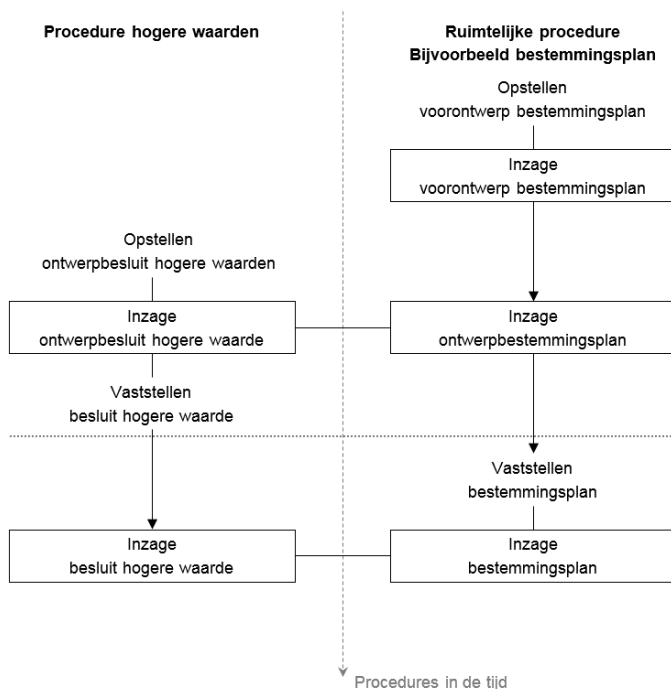 Procedure hogere waarden
Ruimtelijke procedure
Bijvoorbeeld bestemmingsplan
Opstellen
voorontwerp bestemmingsplan
Inzage
voorontwerp bestemmingsplan
Opstellen
ontwerpbesluit hogere waarden
Inzage
ontwerpbesluit hogere waarde
Inzage
ontwerpbestemmingsplan
Vaststellen
besluit hogere waarde
Vaststellen
bestemmingsplan
Inzage
besluit hogere waarde
Inzage
bestemmingsplan
Procedures in de tijd